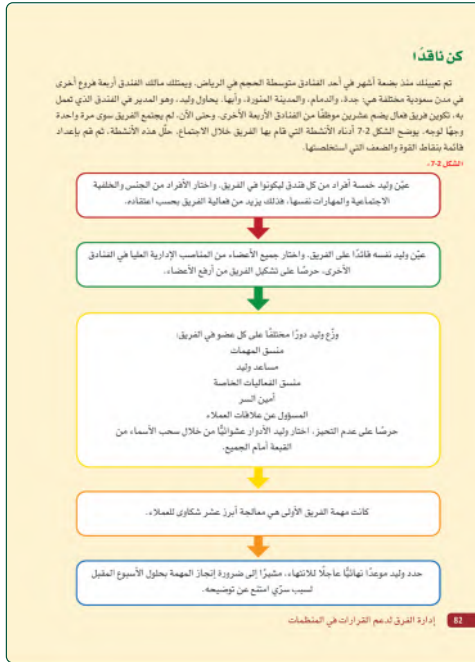 كن ناقدًا
تم تعيينك منذ بضعة أشهر في أحد الفنادق متوسطة الحجم في الرياض. ويمتلك مالك الفندق أربعة فروع أخرى
في مدن سعودية مختلفة هي: جدة، والدمام، والمدينة المنورة، وأبها. يحاول وليد، وهو المدير في الفندق الذي تعمل
به، تكوين فريق فعال يضم عشرين موظفًا من الفنادق الأربعة الأخرى. وحتى الآن، لم يجتمع الفريق سوى مرة واحدة
وجهًا لوجه. يوضح الشكل 2-7 أدناه الأنشطة التي قام بها الفريق خلال الاجتماع. حلّل هذه الأنشطة، ثم قم بإعداد
قائمة بنقاط القوة والضعف التي استخلصتها.
الشكل 2-7.
عيّن وليد خمسة أفراد من كل فندق ليكونوا في الفريق. واختار الأفراد من الجنس والخلفية
الاجتماعية والمهارات نفسها، فذلك يزيد من فعالية الفريق بحسب اعتقاده.
عيّن وليد نفسه قائدًا على الفريق. واختار جميع الأعضاء من المناصب الإدارية العليا في الفنادق
الأخرى، حرصًا على تشكيل الفريق من أرفع الأعضاء.
وزّع وليد دورًا مختلفًا على كل عضو في الفريق:
منسق المهمات
مساعد وليد
منسق الفعاليات الخاصة
أمين السر
المسؤول عن علاقات العملاء
حرصًا على عدم التحيز، اختار وليد الأدوار عشوائيًّا من خلال سحب الأسماء من
القبعة أمام الجميع.
كانت مهمة الفريق الأولى هي معالجة أبرز عشر شكاوى للعملاء.
حدد وليد موعدًا نهائيًّا عاجلًا للانتهاء، مشيرًا إلى ضرورة إنجاز المهمة بحلول الأسبوع المقبل
لسبب سرّي امتنع عن توضيحه.
82 إدارة الفرق لدعم القرارات في المنظمات